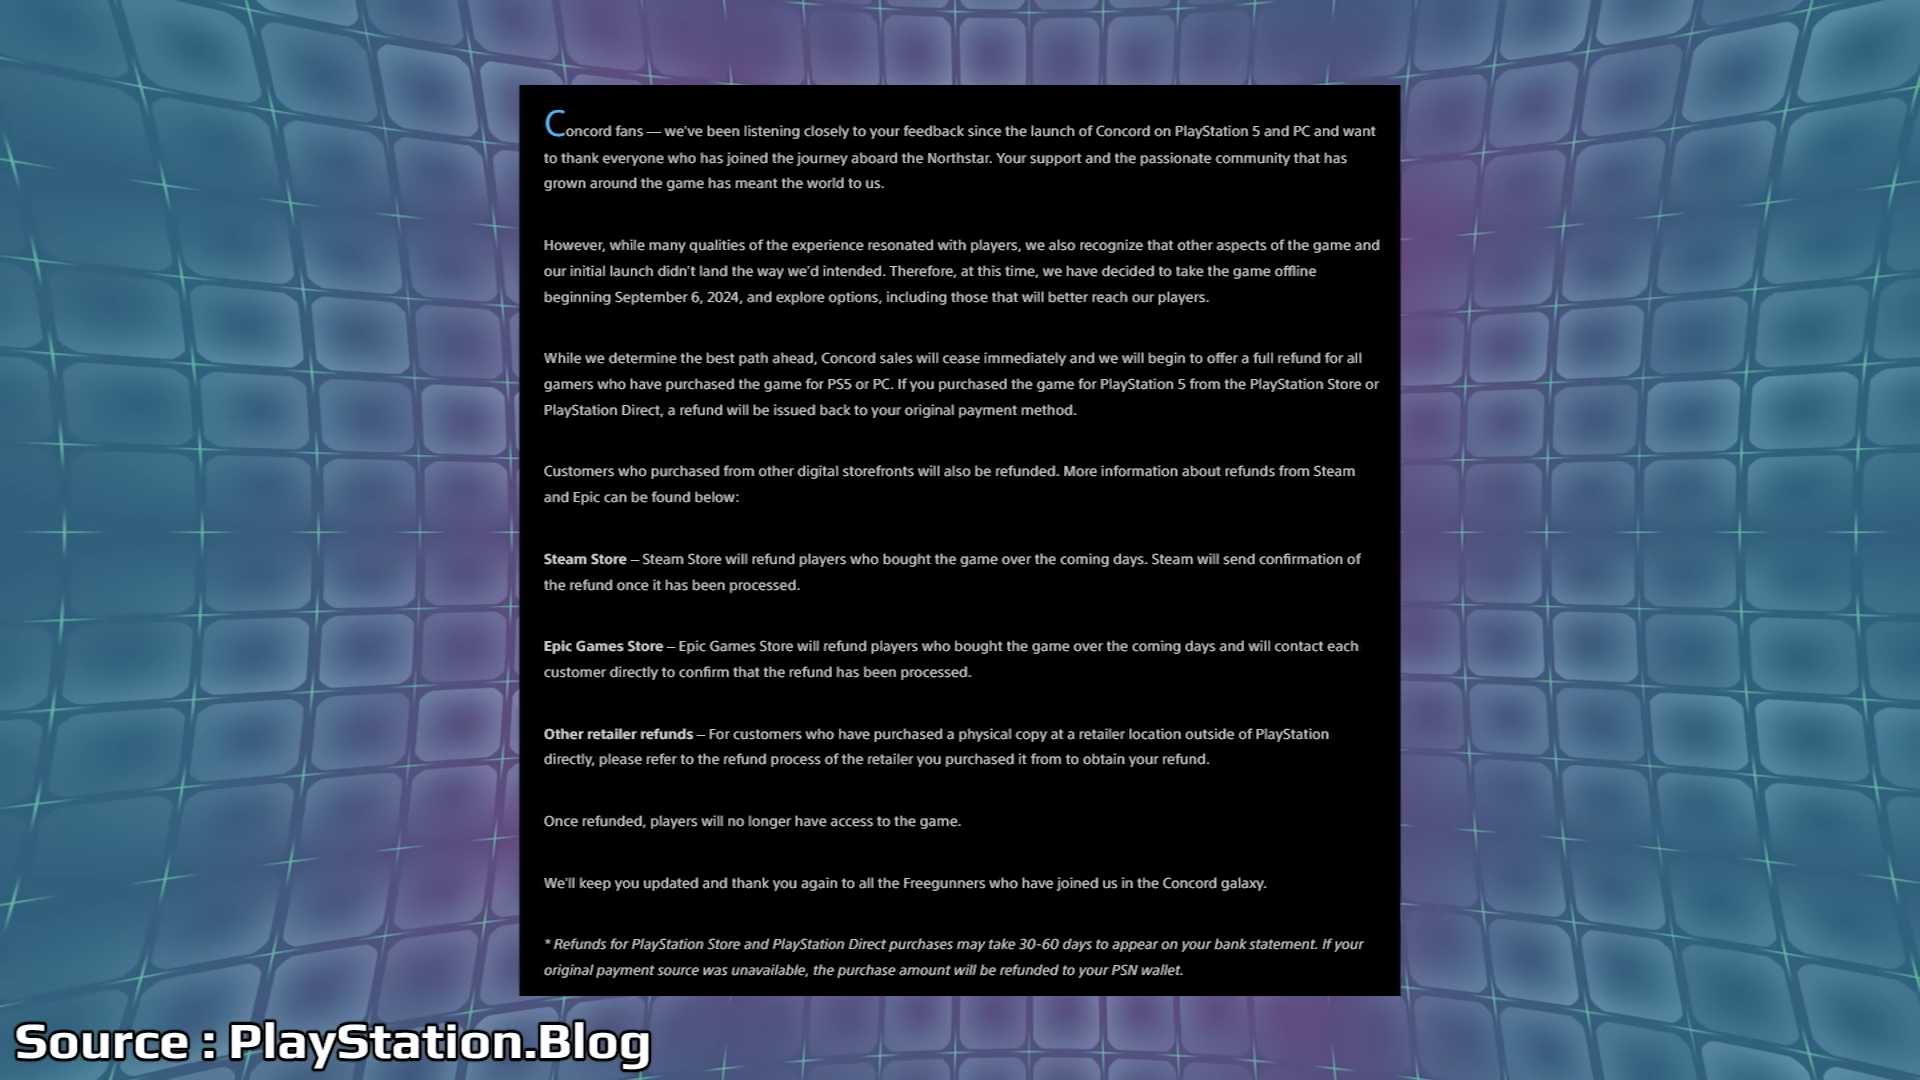 Concord fans — we've been listening closely to your feedback since the launch of Concord on PlayStation 5 and PC and want
to thank everyone who has joined the journey aboard the Northstar. Your support and the passionate community that has
grown around the game has meant the world to us.
However, while many qualities of the experience resonated with players, we also recognize that other aspects of the game and
our initial launch didn't land the way we'd intended. Therefore, at this time, we have decided to take the game offline
beginning September 6, 2024, and explore options, including those that will better reach our players.
While we determine the best path ahead, Concord sales will cease immediately and we will begin to offer a full refund for all
gamers who have purchased the game for PS5 or PC. If you purchased the game for PlayStation 5 from the PlayStation Store or
PlayStation Direct, a refund will be issued back to your original payment method.
Customers who purchased from other digital storefronts will also be refunded. More information about refunds from Steam
and Epic can be found below:
Steam Store – Steam Store will refund players who bought the game over the coming days. Steam will send confirmation of
the refund once it has been processed.
Epic Games Store – Epic Games Store will refund players who bought the game over the coming days and will contact each
customer directly to confirm that the refund has been processed.
Other retailer refunds – For customers who have purchased a physical copy at a retailer location outside of PlayStation
directly, please refer to the refund process of the retailer you purchased it from to obtain your refund.
Once refunded, players will no longer have access to the game.
We'll keep you updated and thank you again to all the Freegunners who have joined us in the Concord galaxy.
* Refunds for PlayStation Store and PlayStation Direct purchases may take 30-60 days to appear on your bank statement. If your
original payment source was unavailable, the purchase amount will be refunded to your PSN wallet.
Source : PlayStation.Blog